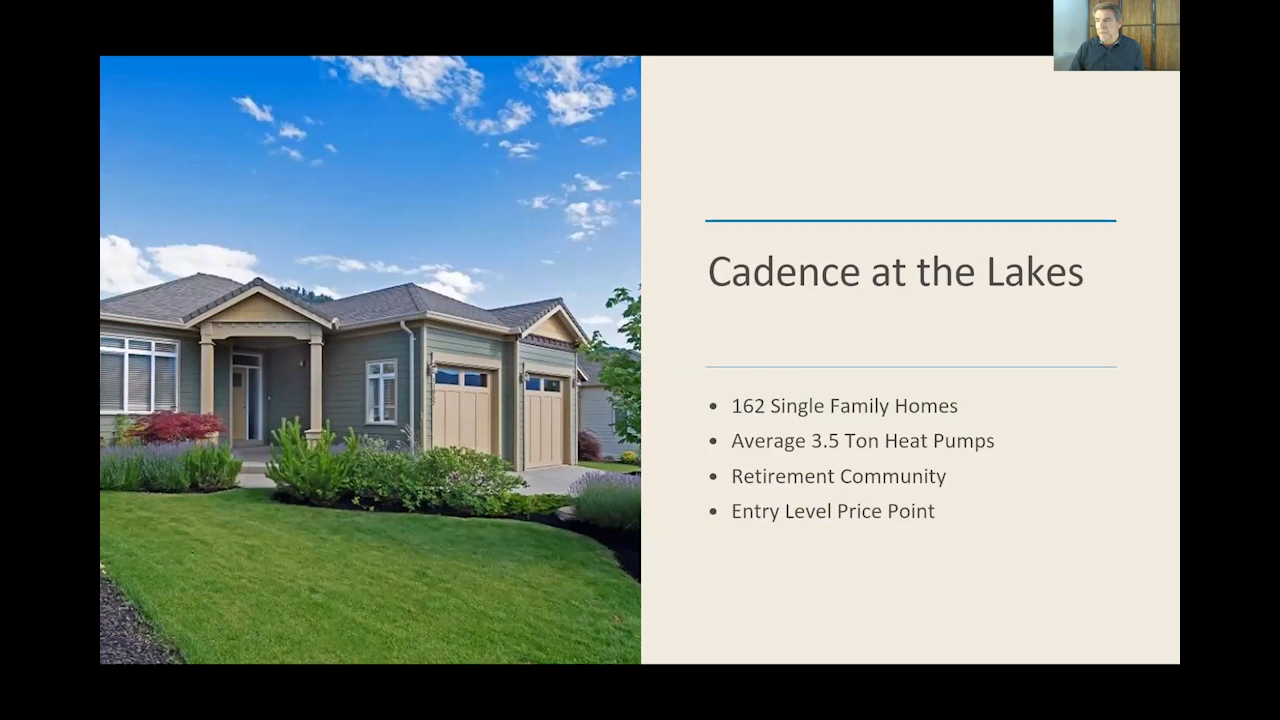 Cadence at the Lakes
• 162 Single Family Homes
• Average 3.5 Ton Heat Pumps
• Retirement Community
• Entry Level Price Point